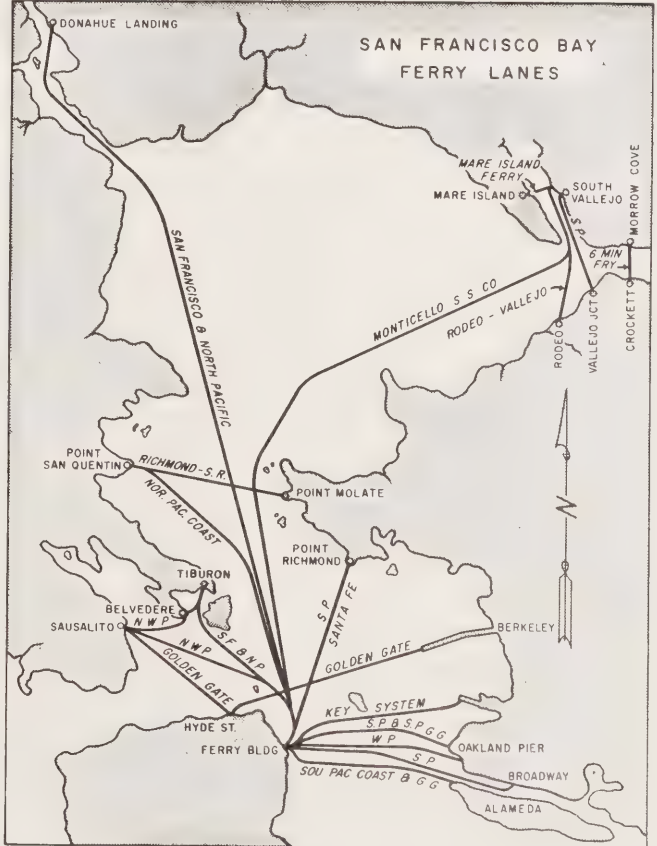 DONAHUE LANDING
SAN FRANCISCO BAY
FERRY LANES
MARE ISLAND
FERRY
MARE ISLAND
SOUTH
VALLEJO
S P
MORROW COVE
6 MIN
FRY
SAN FRANCISCO & NORTH PACIFIC
MONTICELLO S S CO
RODEO - VALLEJO
RODEO
VALLEJO JCT
CROCKETT
POINT
SAN QUENTIN
RICHMOND-S.R.
NOR. PAC. COAST
POINT MOLATE
N
POINT
RICHMOND
TIBURON
S P
SANTA FE
BELVEDERE
N W P
SAUSALITO
S F & N P
N W P
GOLDEN GATE
GOLDEN GATE
BERKELEY
HYDE ST.
KEY SYSTEM
S.P & S.P G G
FERRY BLDG
W P
OAKLAND PIER
S P
BROADWAY
SOU PAC COAST & G G
ALAMEDA